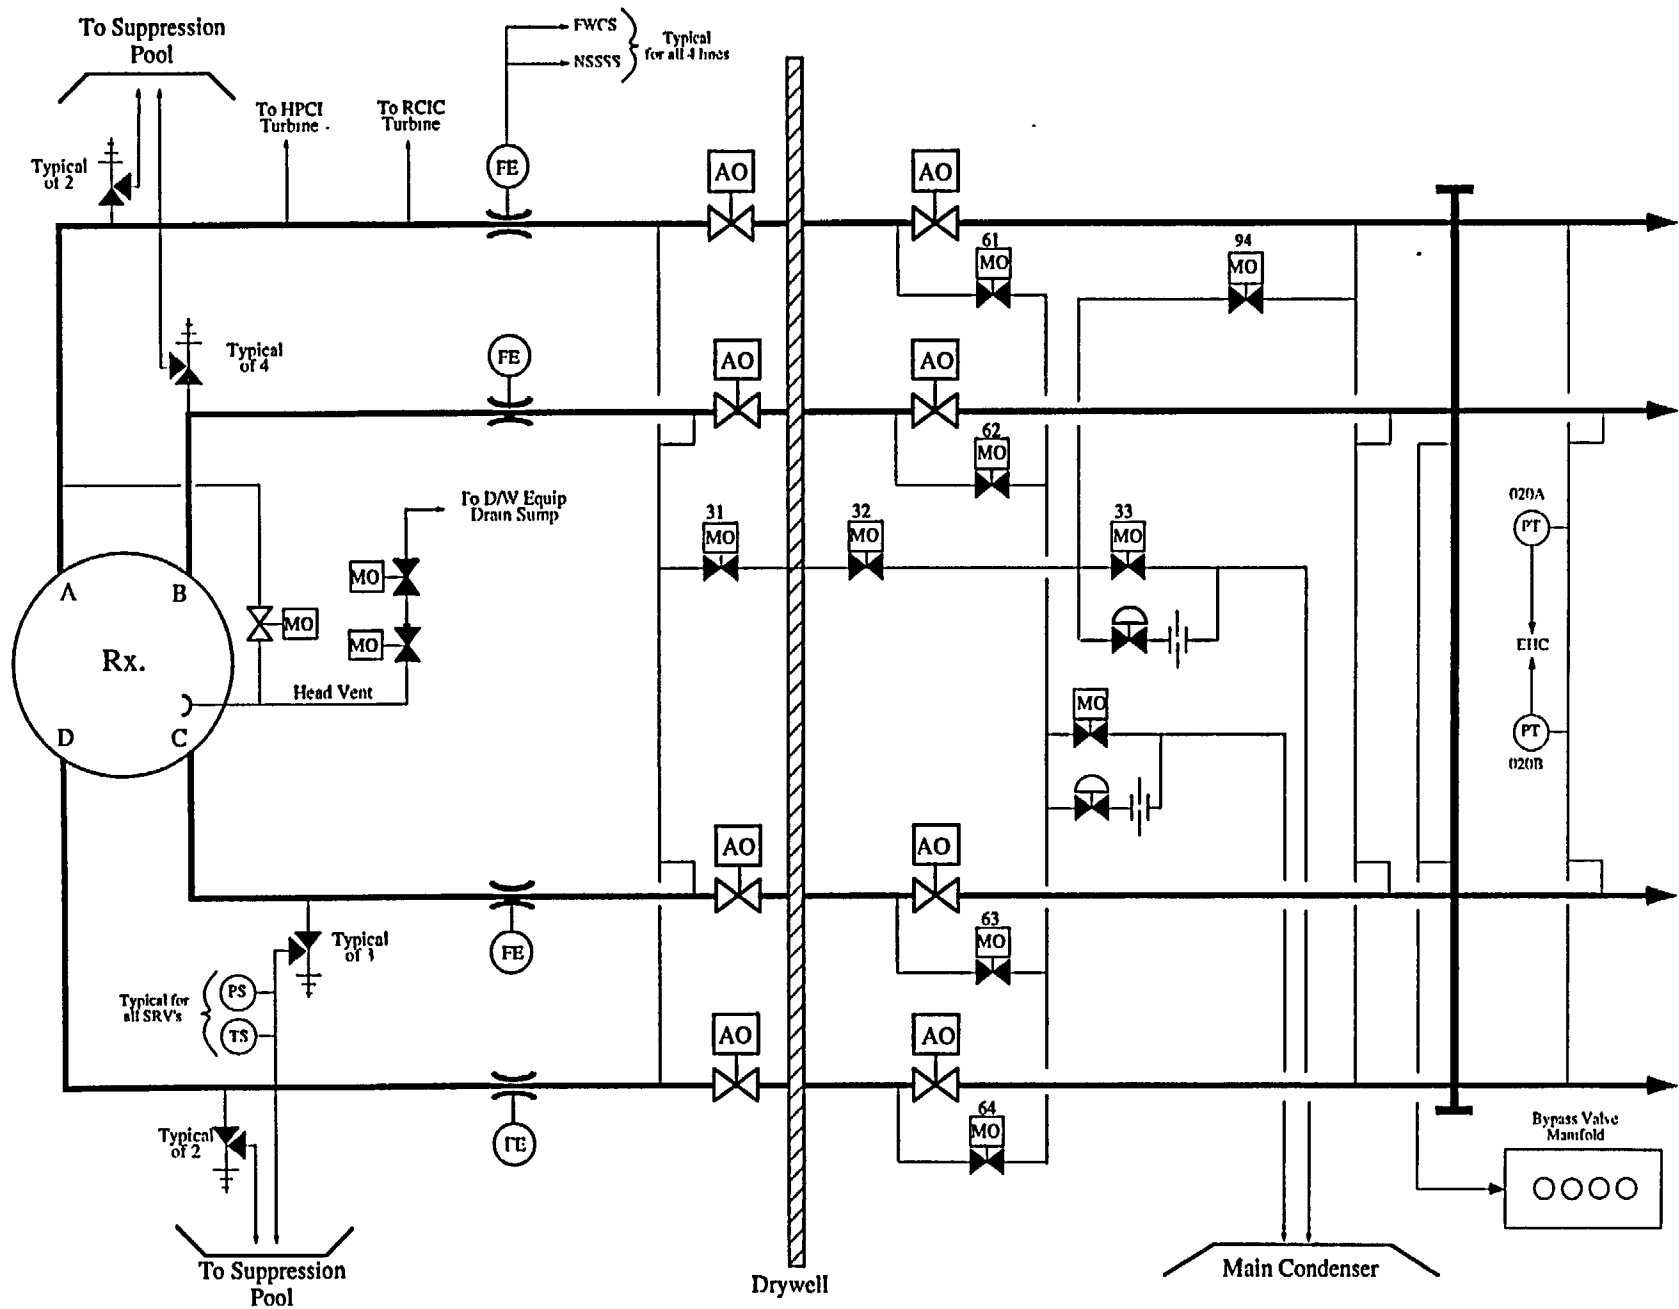 To Suppression
Pool
FWCS
NSSSS
Typical
for all 4 lines
To HPCI
Turbine
To RCIC
Turbine
Typical
of 2
FE
AO
AO
61
MO
94
MO
Typical
of 4
FE
AO
AO
62
MO
To D/W Equip
Drain Sump
31
MO
32
MO
33
MO
020A
PT
EHC
PT
020B
A
B
MO
MO
MO
Rx.
Head Vent
D
C
MO
AO
AO
63
MO
Typical
of 3
FE
Typical for
all SRV's
PS
TS
AO
AO
64
MO
Typical
of 2
FE
Bypass Valve
Manifold
To Suppression
Pool
Drywell
Main Condenser